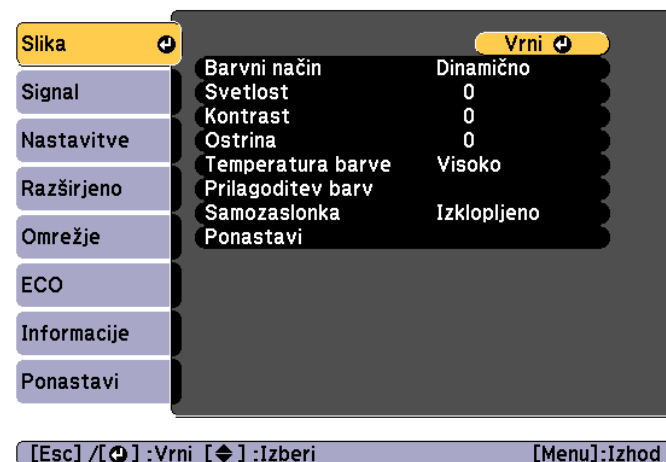 Slika
Signal
Nastavitve
Razširjeno
Omrežje
ECO
Informacije
Ponastavi
Vrni
Barvni način Dinamično
Svetlost 0
Kontrast 0
Ostrina 0
Temperatura barve Visoko
Prilagoditev barv
Samozaslonka Izklopljeno
Ponastavi
[Esc] /[⏎] :Vrni [◆] :Izberi [Menu]:Izhod